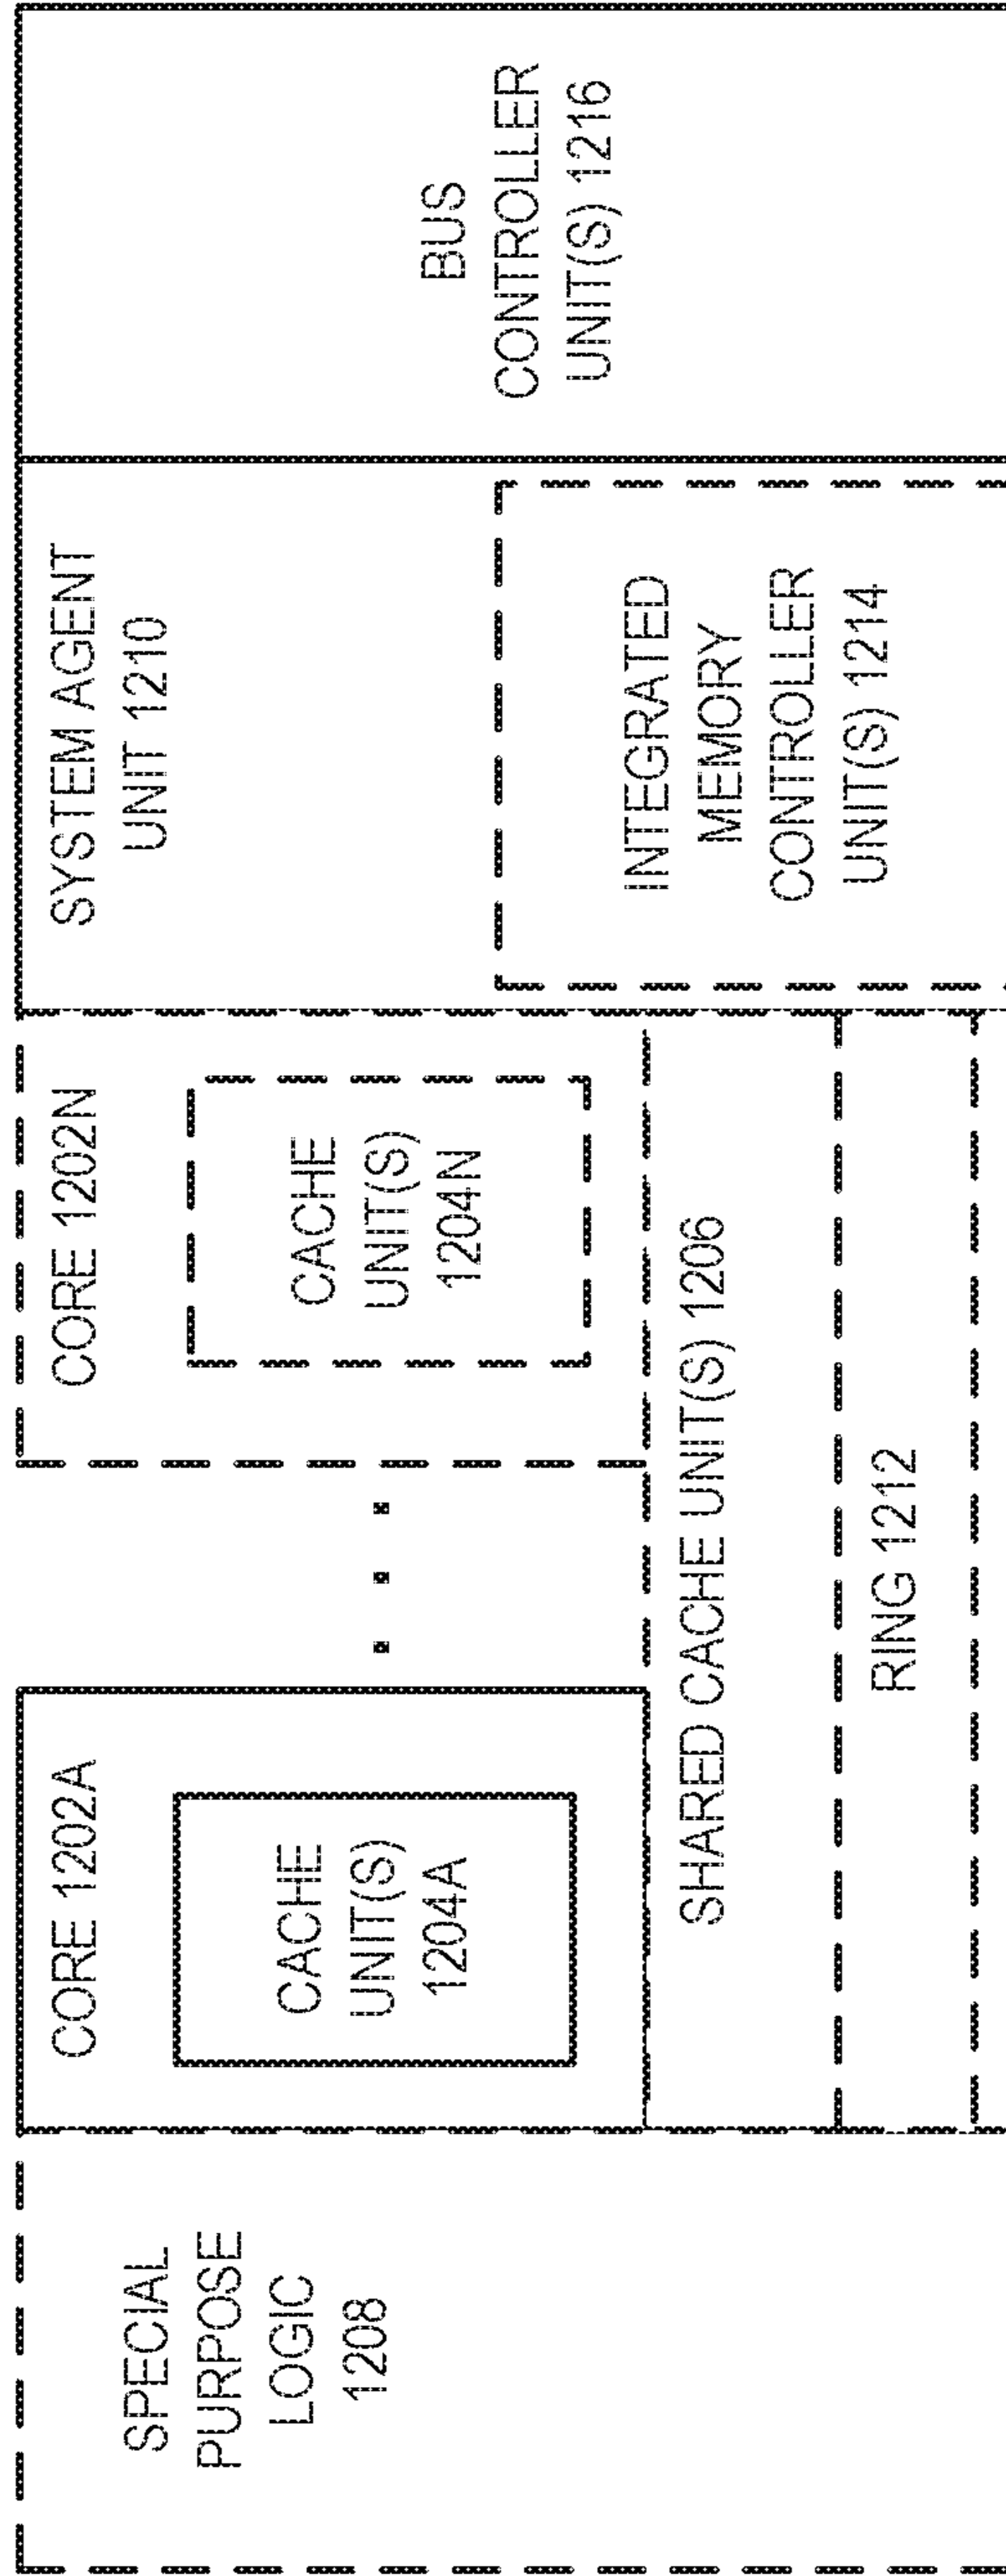 SPECIAL
PURPOSE
LOGIC
1208
CORE 1202A
CACHE
UNIT(S)
1204A
CORE 1202N
CACHE
UNIT(S)
1204N
SHARED CACHE UNIT(S) 1206
RING 1212
SYSTEM AGENT
UNIT 1210
INTEGRATED
MEMORY
CONTROLLER
UNIT(S) 1214
BUS
CONTROLLER
UNIT(S) 1216